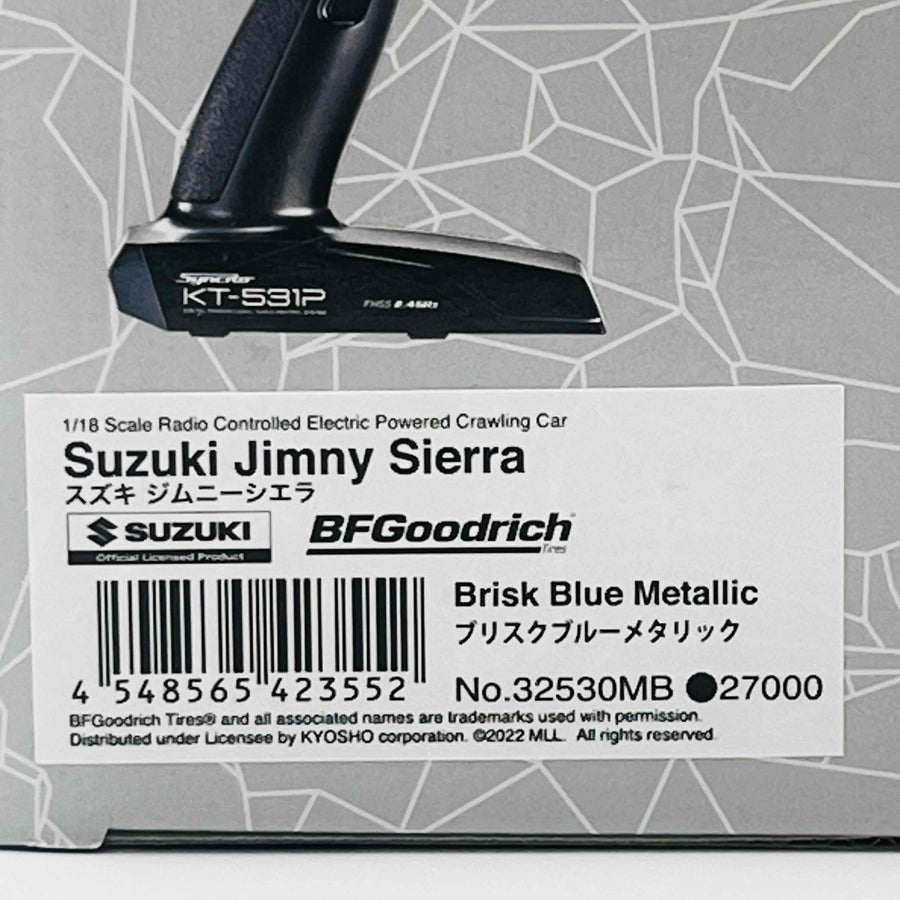 Syncro
KT-531P
FHSS 2.4GHz
1/18 Scale Radio Controlled Electric Powered Crawling Car
Suzuki Jimny Sierra
スズキ ジムニーシエラ
SUZUKI
Official Licensed Product
BFGoodrich™
Tires
Brisk Blue Metallic
ブリスクブルーメタリック
4 548565 423552
No.32530MB ●27000
BFGoodrich Tires® and all associated names are trademarks used with permission.
Distributed under Licensee by KYOSHO corporation. ©2022 MLL. All rights reserved.